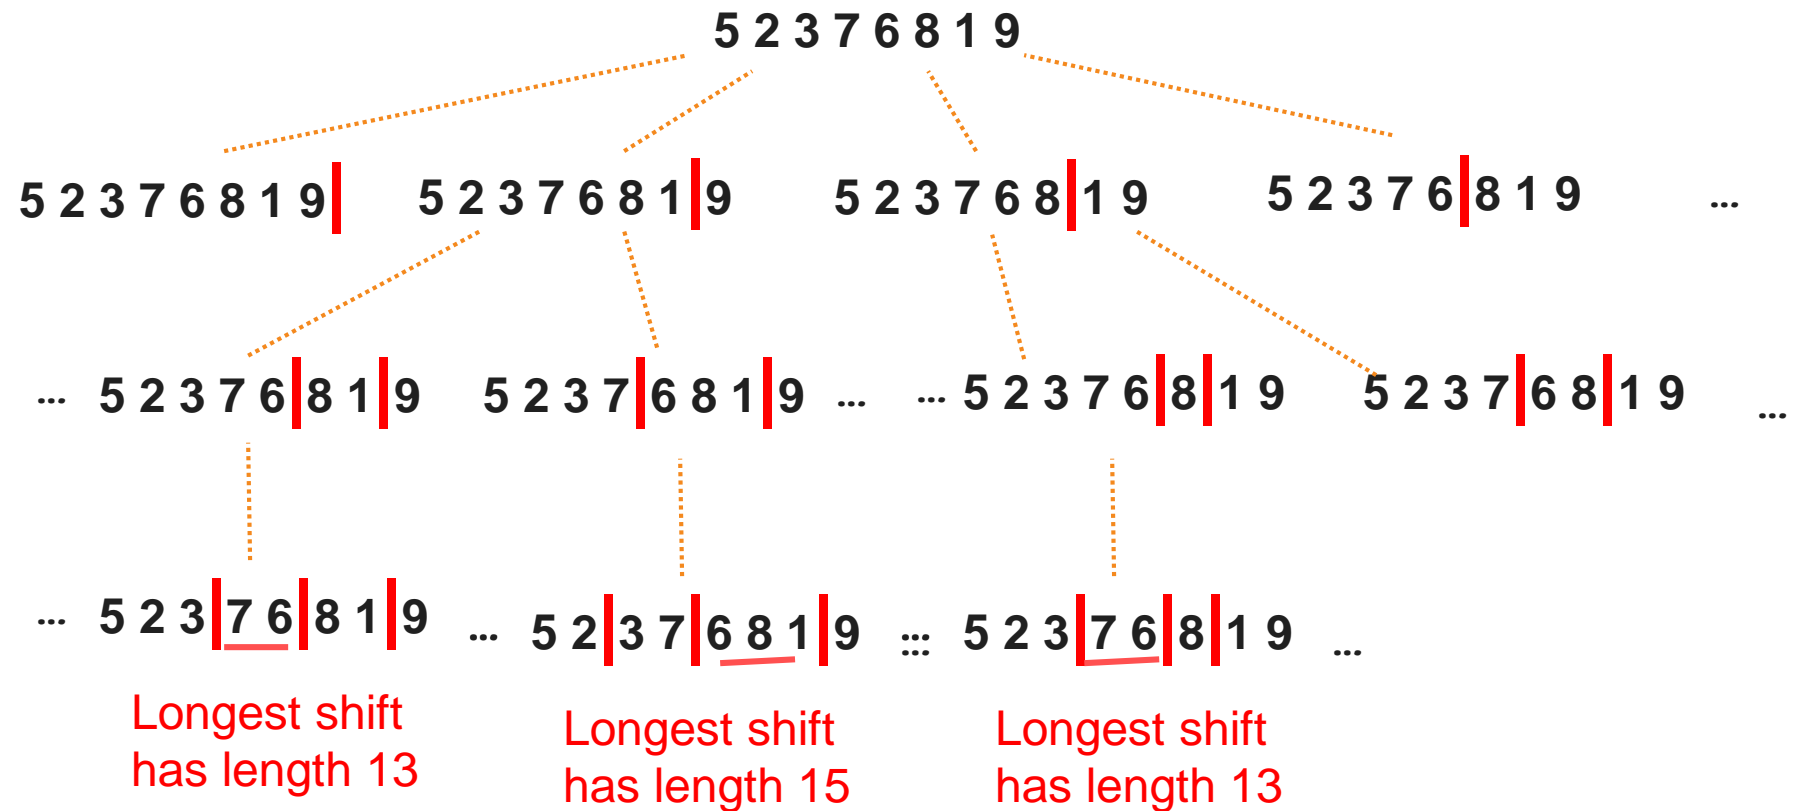 5 2 3 7 6 8 1 9
5 2 3 7 6 8 1 9|
5 2 3 7 6 8 1|9
5 2 3 7 6 8|1 9
5 2 3 7 6|8 1 9
...
... 5 2 3 7 6|8 1|9
5 2 3 7|6 8 1|9 ...
... 5 2 3 7 6|8|1 9
5 2 3 7|6 8|1 9 ...
... 5 2 3|7 6|8 1|9
... 5 2|3 7|6 8 1|9
... ... 5 2 3|7 6|8|1 9 ...
Longest shift
has length 13
Longest shift
has length 15
Longest shift
has length 13